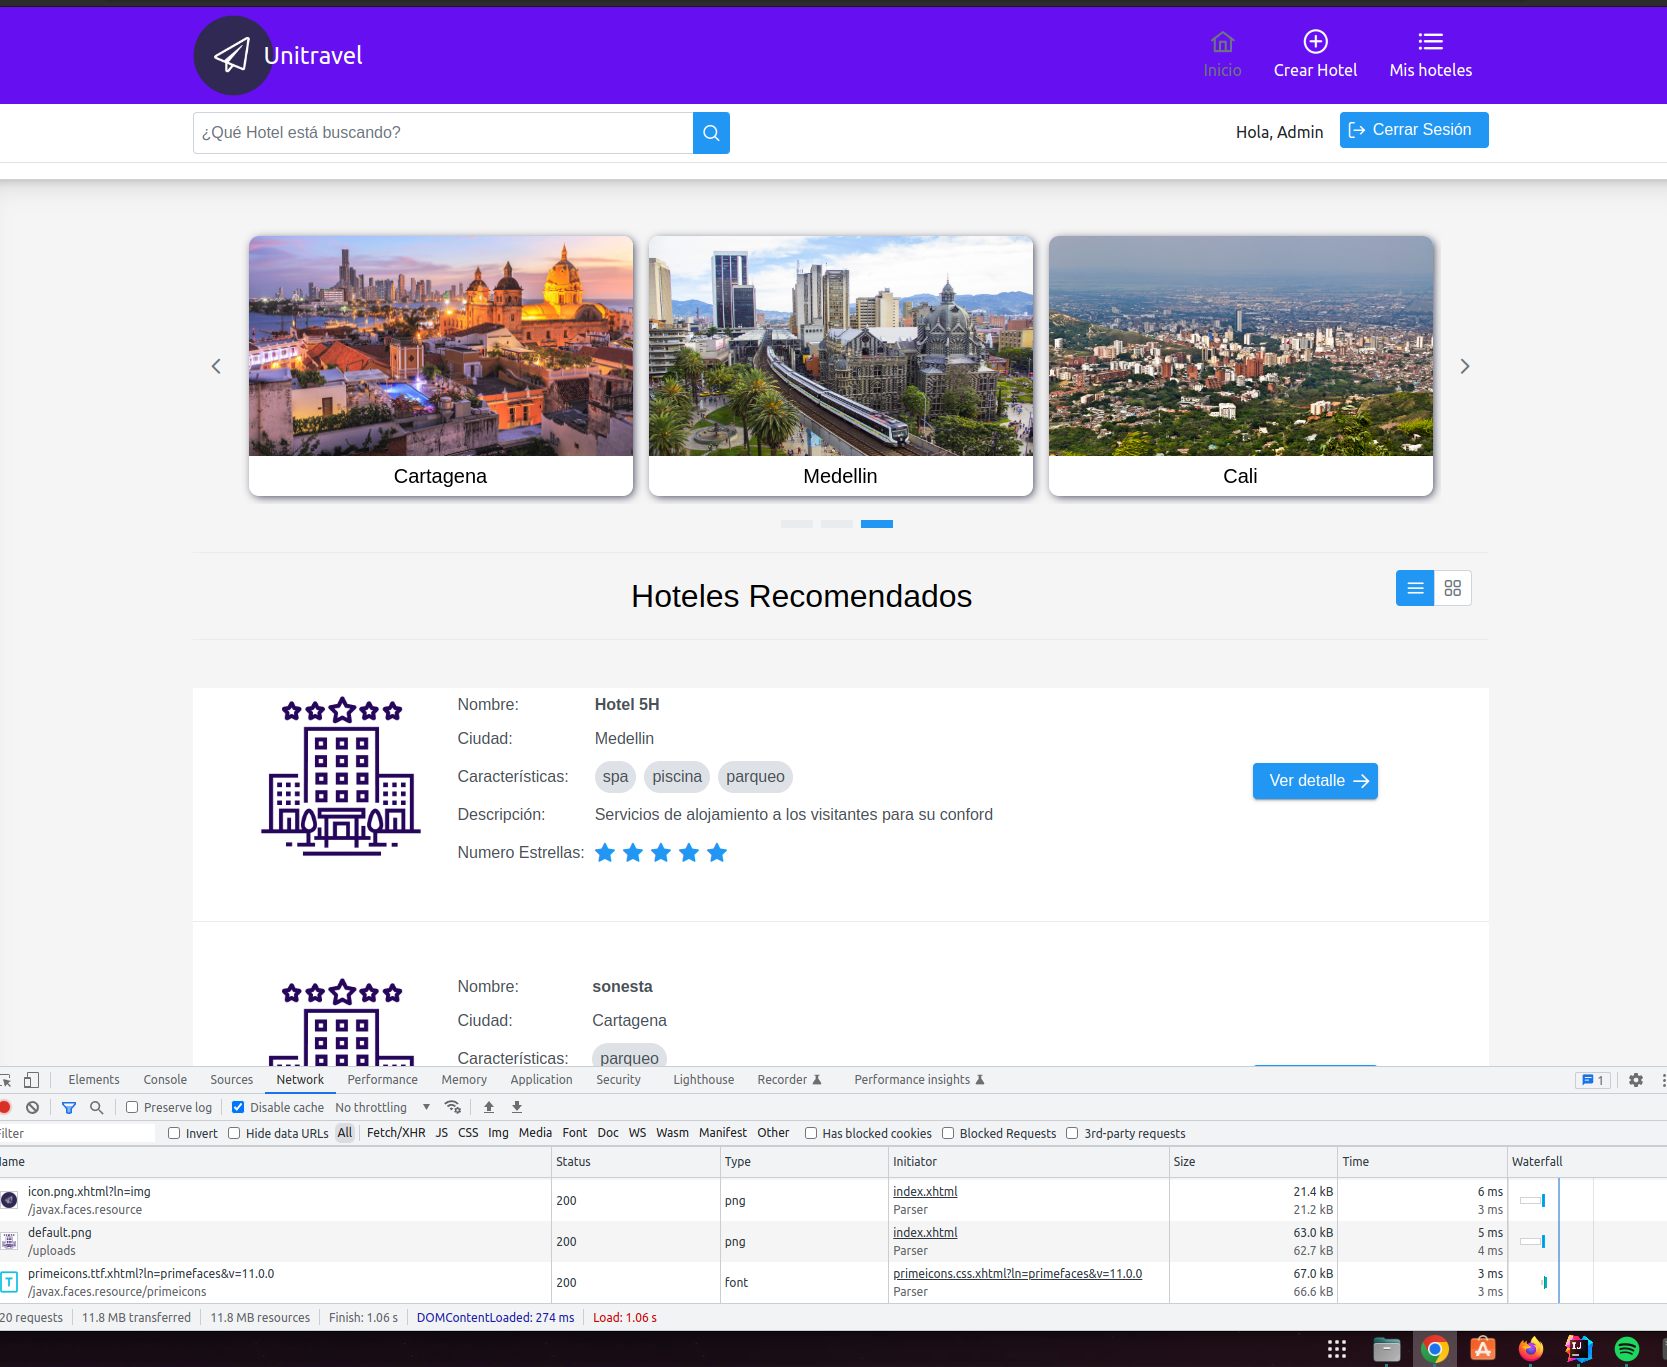 Unitravel
Inicio
Crear Hotel
Mis hoteles
¿Qué Hotel está buscando?
Hola, Admin
Cerrar Sesión
Cartagena
Medellin
Cali
Hoteles Recomendados
Nombre: Hotel 5H
Ciudad: Medellin
Características: spa piscina parqueo
Ver detalle
Descripción: Servicios de alojamiento a los visitantes para su conford
Numero Estrellas:
Nombre: sonesta
Ciudad: Cartagena
Características: parqueo
Elements Console Sources Network Performance Memory Application Security Lighthouse Recorder Performance insights 1
Preserve log Disable cache No throttling
ilter Invert Hide data URLs All Fetch/XHR JS CSS Img Media Font Doc WS Wasm Manifest Other Has blocked cookies Blocked Requests 3rd-party requests
ame Status Type Initiator Size Time Waterfall
icon.png.xhtml?ln=img index.xhtml 21.4 kB 6 ms
200 png
/javax.faces.resource Parser 21.2 kB 3 ms
default.png index.xhtml 63.0 kB 5 ms
200 png
/uploads Parser 62.7 kB 4 ms
primeicons.ttf.xhtml?ln=primefaces&v=11.0.0 primeicons.css.xhtml?ln=primefaces&v=11.0.0 67.0 kB 3 ms
200 font
/javax.faces.resource/primeicons Parser 66.6 kB 3 ms
20 requests 11.8 MB transferred 11.8 MB resources Finish: 1.06 s DOMContentLoaded: 274 ms Load: 1.06 s